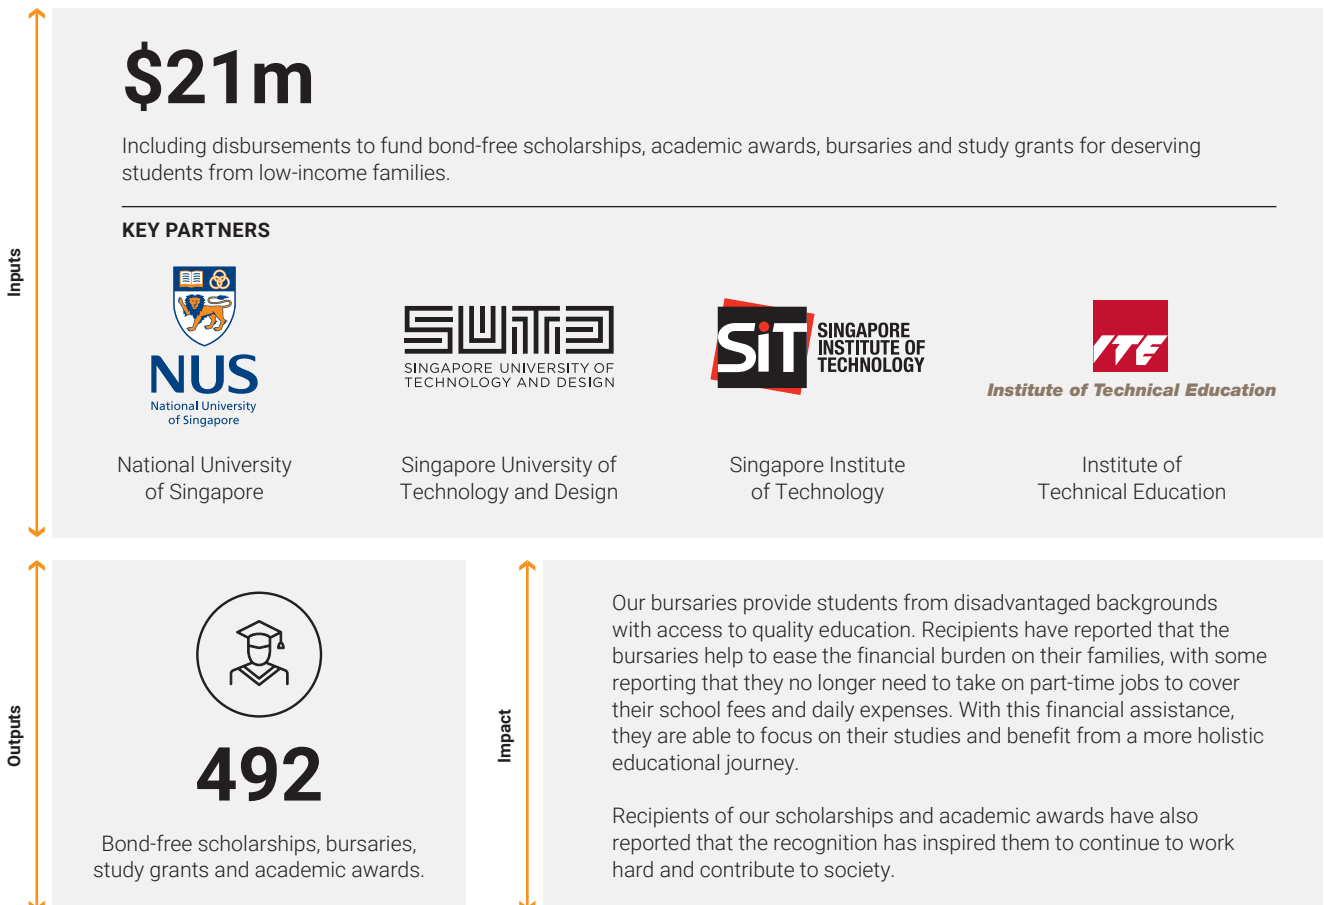 $21m
Including disbursements to fund bond-free scholarships, academic awards, bursaries and study grants for deserving
students from low-income families.
KEY PARTNERS
Inputs
NUS
National University
of Singapore
SUTD
SINGAPORE UNIVERSITY OF
TECHNOLOGY AND DESIGN
SiT
SINGAPORE
INSTITUTE OF
TECHNOLOGY
ITE
Institute of Technical Education
National University
of Singapore
Singapore University of
Technology and Design
Singapore Institute
of Technology
Institute of
Technical Education
Outputs
492
Bond-free scholarships, bursaries,
study grants and academic awards.
Impact
Our bursaries provide students from disadvantaged backgrounds
with access to quality education. Recipients have reported that the
bursaries help to ease the financial burden on their families, with some
reporting that they no longer need to take on part-time jobs to cover
their school fees and daily expenses. With this financial assistance,
they are able to focus on their studies and benefit from a more holistic
educational journey.
Recipients of our scholarships and academic awards have also
reported that the recognition has inspired them to continue to work
hard and contribute to society.